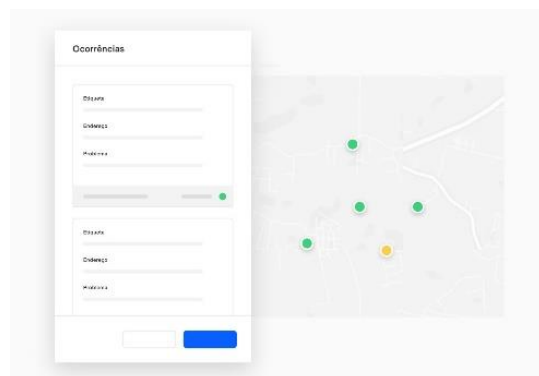 Ocorrências
Etiqueta
Endereço
Problema
Etiqueta
Endereço
Problema